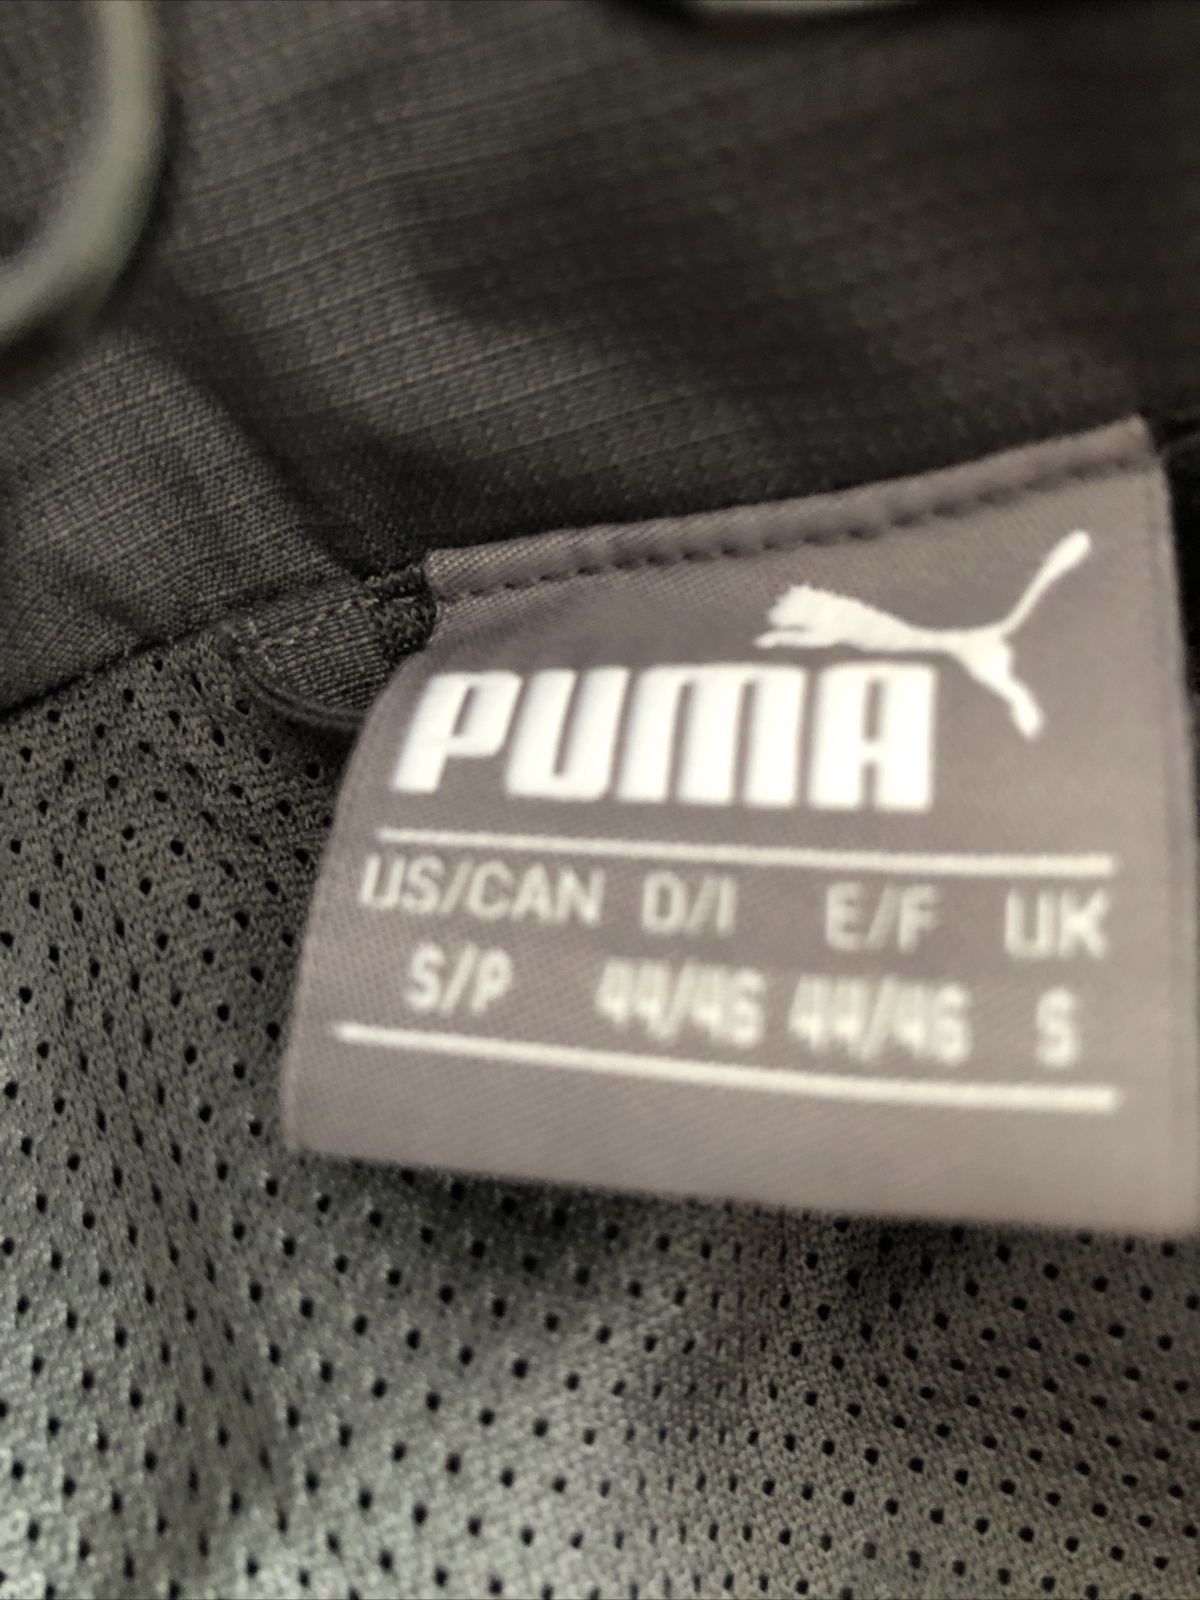 PUMA
US/CAN D/I E/F UK
S/P 44/46 44/46 S